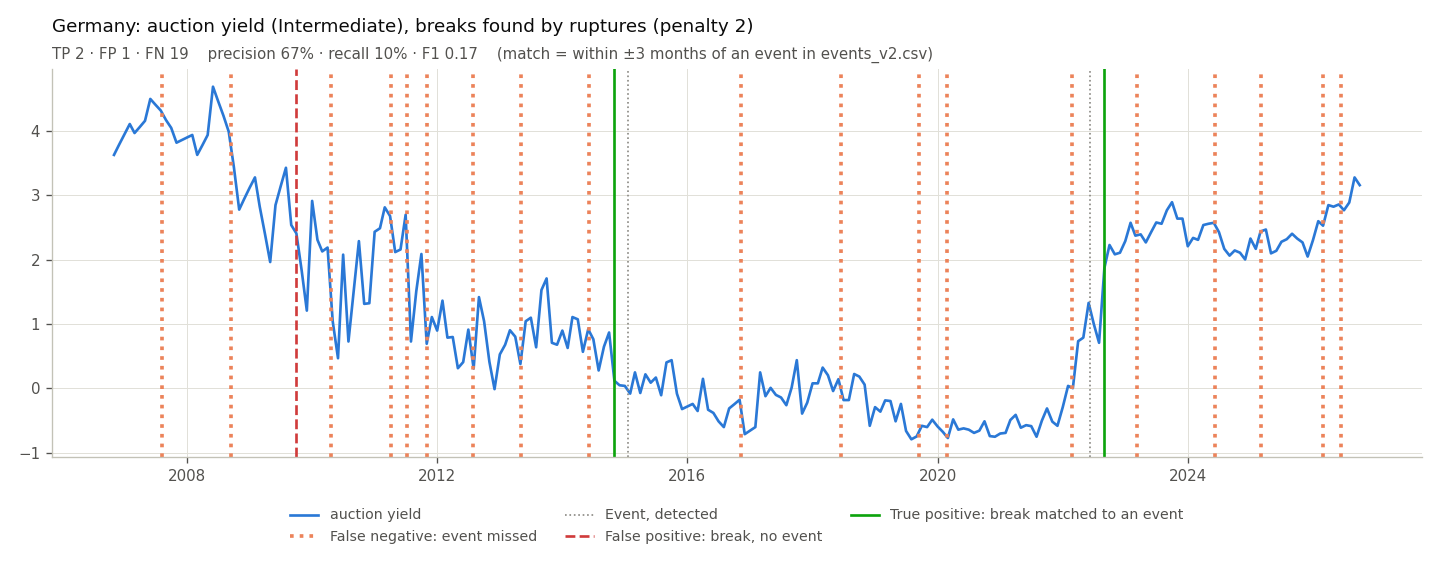 Germany: auction yield (Intermediate), breaks found by ruptures (penalty 2)
TP 2 · FP 1 · FN 19    precision 67% · recall 10% · F1 0.17    (match = within ±3 months of an event in events_v2.csv)
4
3
2
1
0
−1
2008
2012
2016
2020
2024
auction yield
False negative: event missed
Event, detected
False positive: break, no event
True positive: break matched to an event